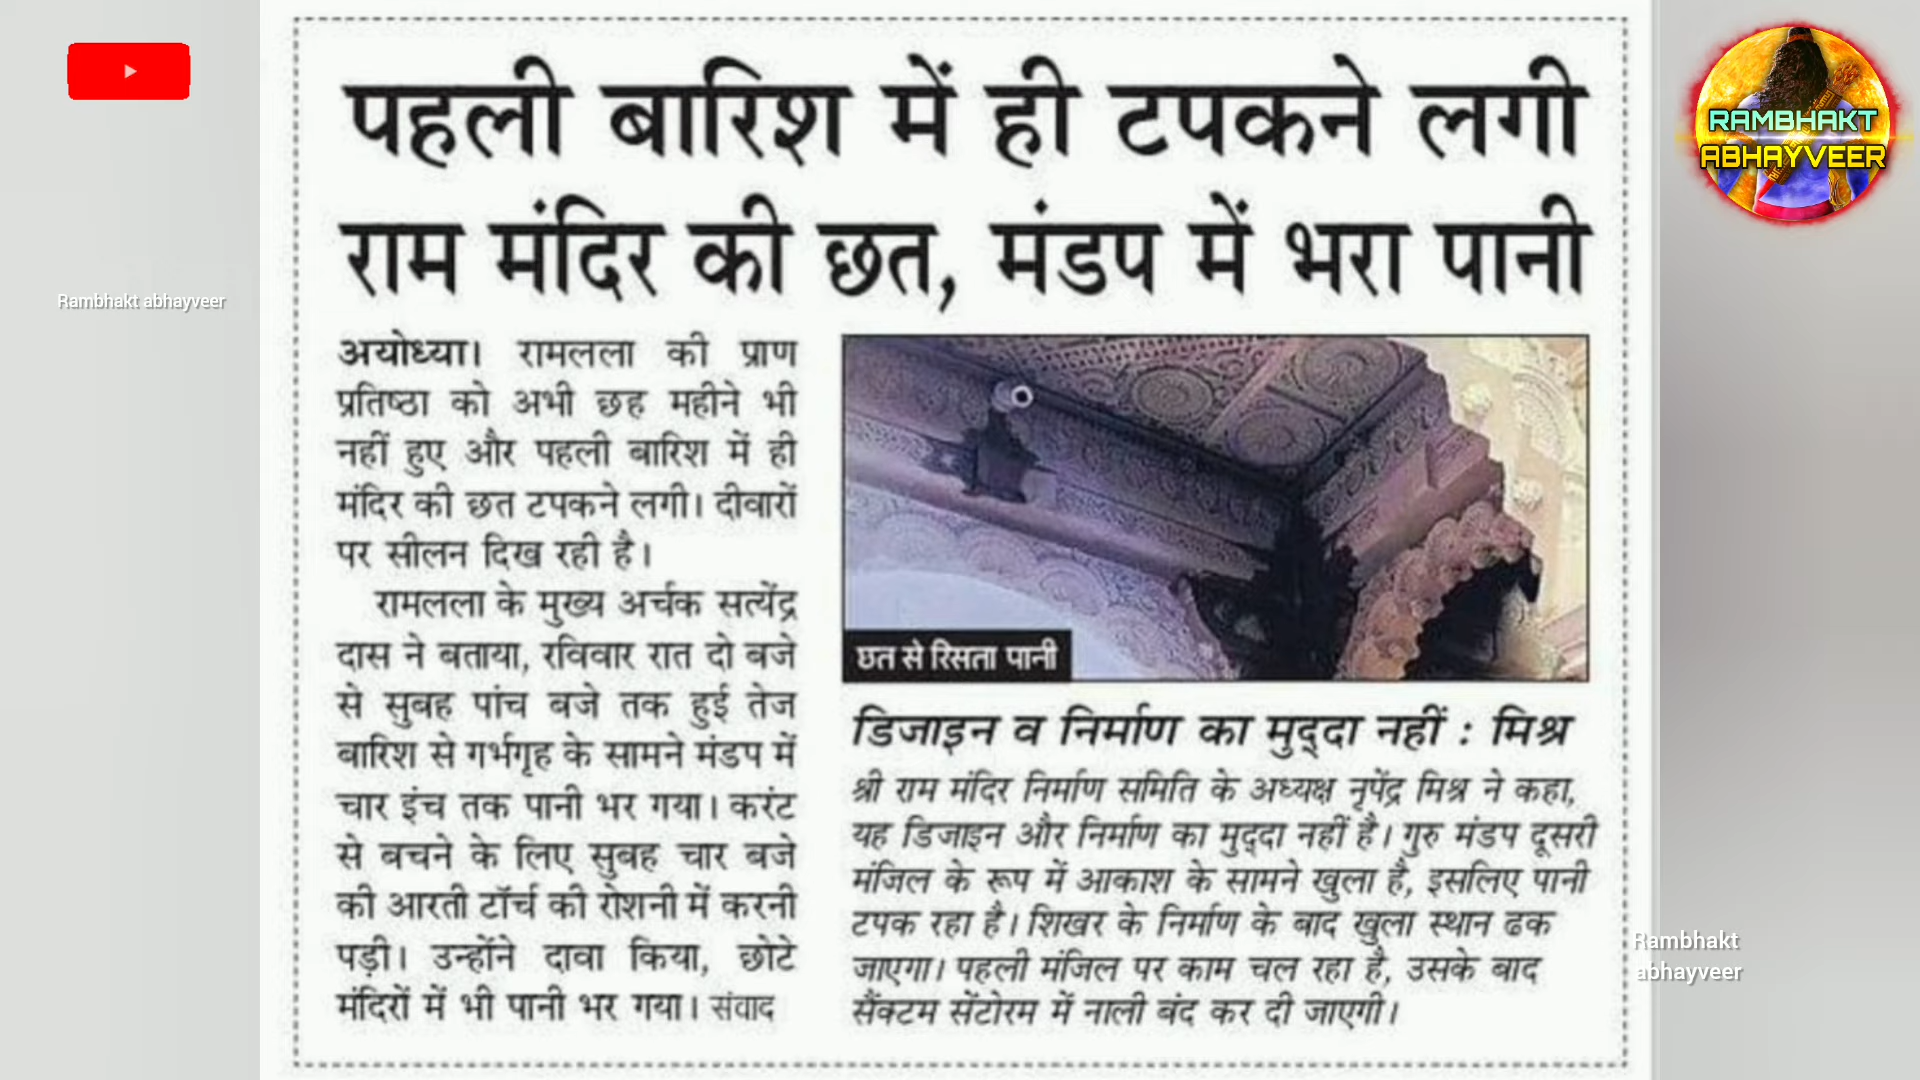 पहली बारिश में ही टपकने लगी
राम मंदिर की छत, मंडप में भरा पानी
अयोध्या। रामलला की प्राण
प्रतिष्ठा को अभी छह महीने भी
नहीं हुए और पहली बारिश में ही
मंदिर की छत टपकने लगी। दीवारों
पर सीलन दिख रही है।
रामलला के मुख्य अर्चक सत्येंद्र
दास ने बताया, रविवार रात दो बजे
से सुबह पांच बजे तक हुई तेज
बारिश से गर्भगृह के सामने मंडप में
चार इंच तक पानी भर गया। करंट
से बचने के लिए सुबह चार बजे
की आरती टॉर्च की रोशनी में करनी
पड़ी। उन्होंने दावा किया, छोटे
मंदिरों में भी पानी भर गया। संवाद
छत से रिसता पानी
डिजाइन व निर्माण का मुद्दा नहीं : मिश्र
श्री राम मंदिर निर्माण समिति के अध्यक्ष नृपेंद्र मिश्र ने कहा,
यह डिजाइन और निर्माण का मुद्दा नहीं है। गुरु मंडप दूसरी
मंजिल के रूप में आकाश के सामने खुला है, इसलिए पानी
टपक रहा है। शिखर के निर्माण के बाद खुला स्थान ढक
जाएगा। पहली मंजिल पर काम चल रहा है, उसके बाद
सैंक्टम सेंटोरम में नाली बंद कर दी जाएगी।
RAMBHAKT
ABHAYVEER
Rambhakt abhayveer
Rambhakt
abhayveer